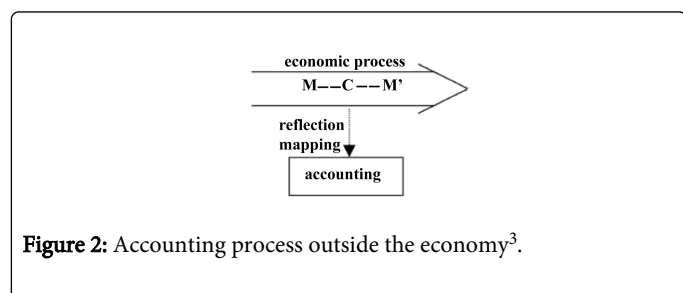 economic process
M––C––M’
reflection
mapping
accounting
Figure 2: Accounting process outside the economy³.